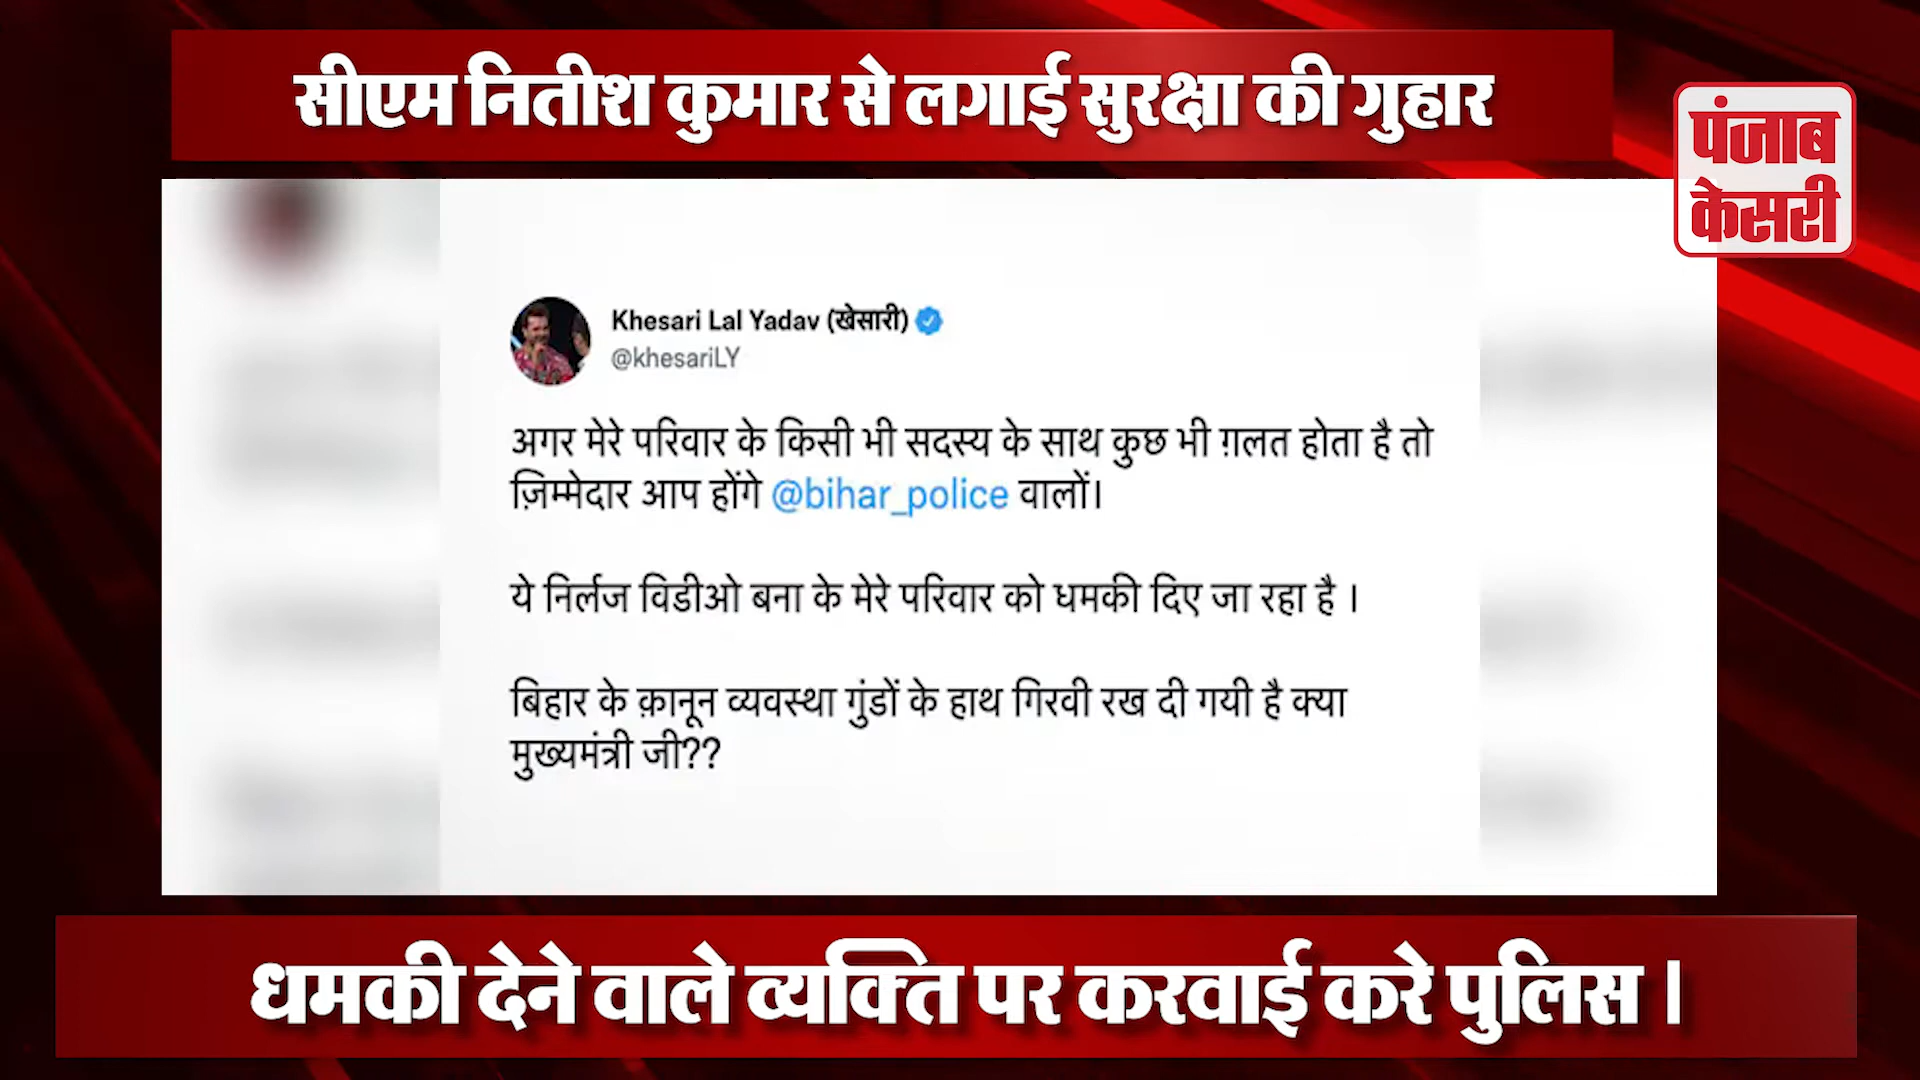 सीएम नितीश कुमार से लगाई सुरक्षा की गुहार
पंजाब
केसरी
Khesari Lal Yadav (खेसारी)
@khesariLY
अगर मेरे परिवार के किसी भी सदस्य के साथ कुछ भी ग़लत होता है तो
ज़िम्मेदार आप होंगे @bihar_police वालों।
ये निर्लज विडीओ बना के मेरे परिवार को धमकी दिए जा रहा है ।
बिहार के क़ानून व्यवस्था गुंडों के हाथ गिरवी रख दी गयी है क्या
मुख्यमंत्री जी??
धमकी देने वाले व्यक्ति पर करवाई करे पुलिस ।